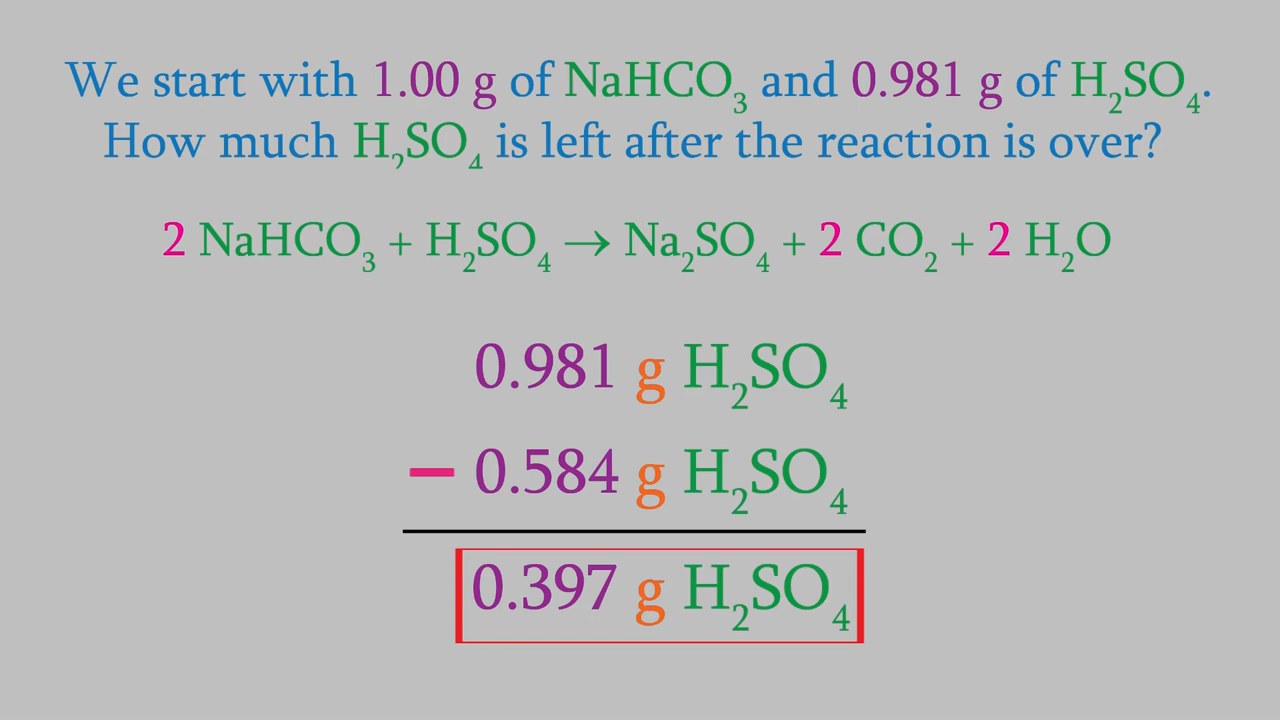 We start with 1.00 g of NaHCO₃ and 0.981 g of H₂SO₄.
How much H₂SO₄ is left after the reaction is over?
2 NaHCO₃ + H₂SO₄ → Na₂SO₄ + 2 CO₂ + 2 H₂O
0.981 g H₂SO₄
− 0.584 g H₂SO₄
0.397 g H₂SO₄